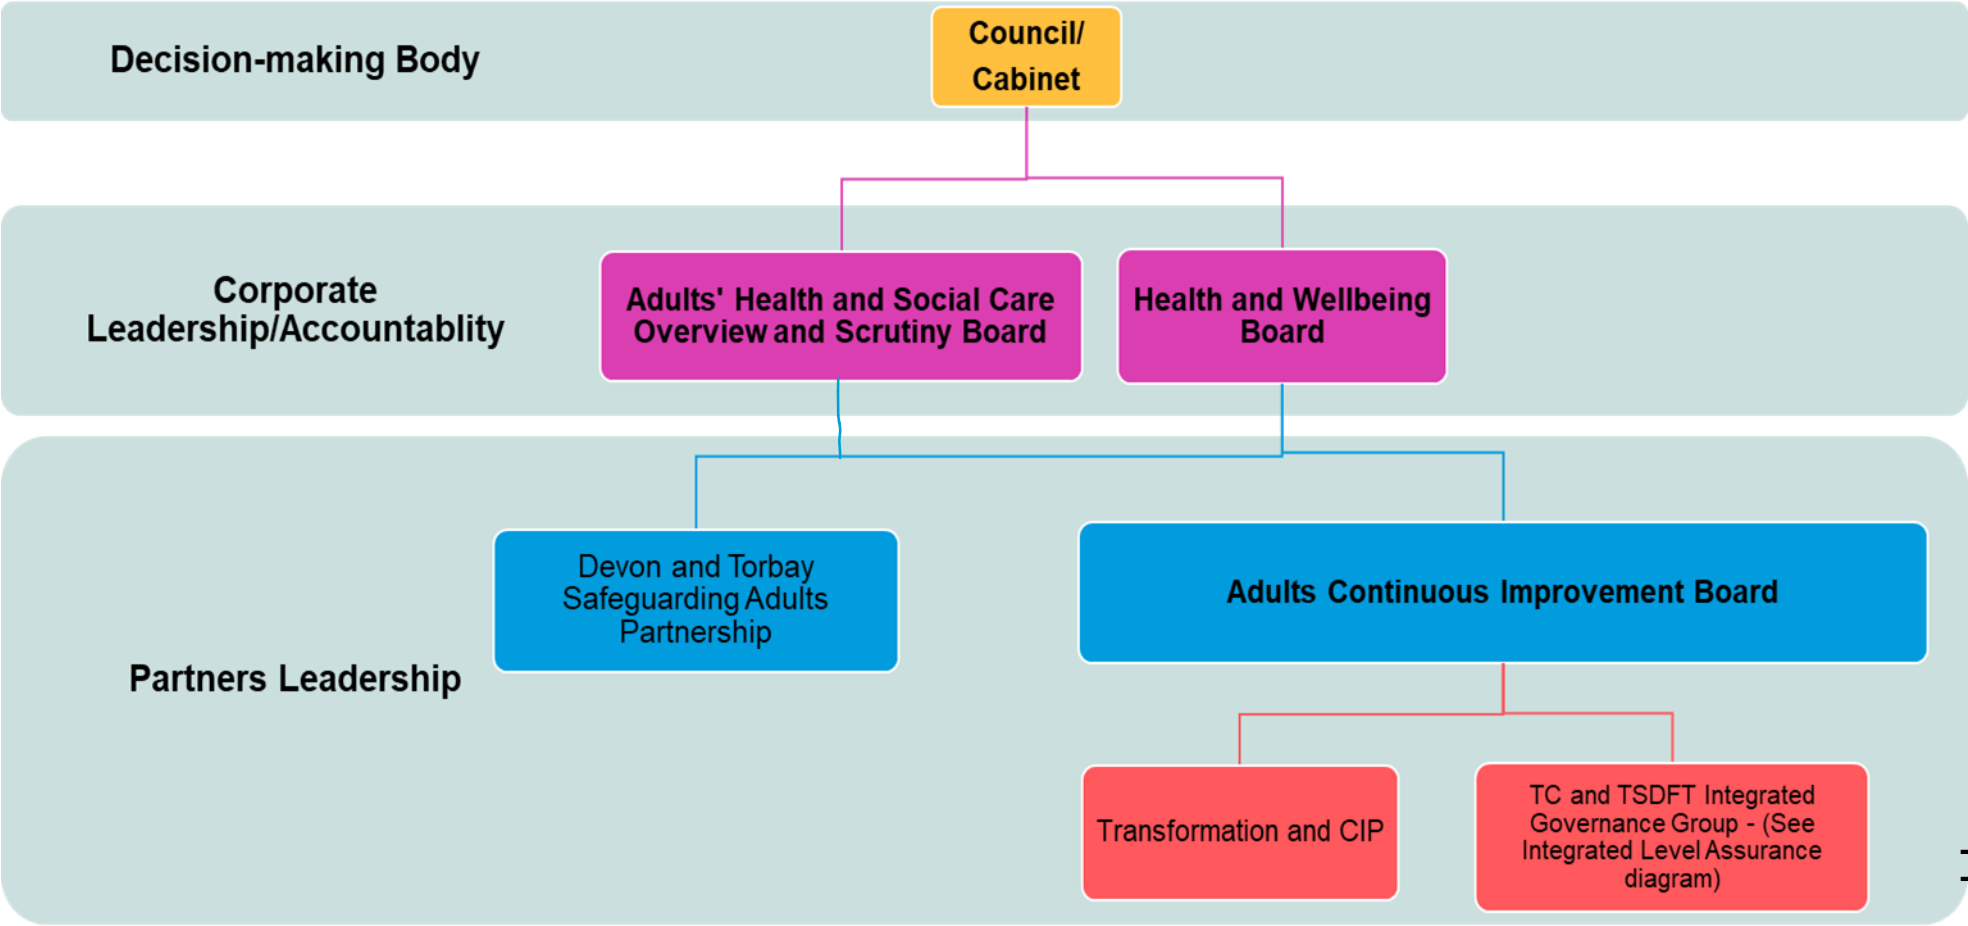 Decision-making Body
Council/
Cabinet
Corporate
Leadership/Accountablity
Adults' Health and Social Care
Overview and Scrutiny Board
Health and Wellbeing
Board
Partners Leadership
Devon and Torbay
Safeguarding Adults
Partnership
Adults Continuous Improvement Board
Transformation and CIP
TC and TSDFT Integrated
Governance Group - (See
Integrated Level Assurance
diagram)